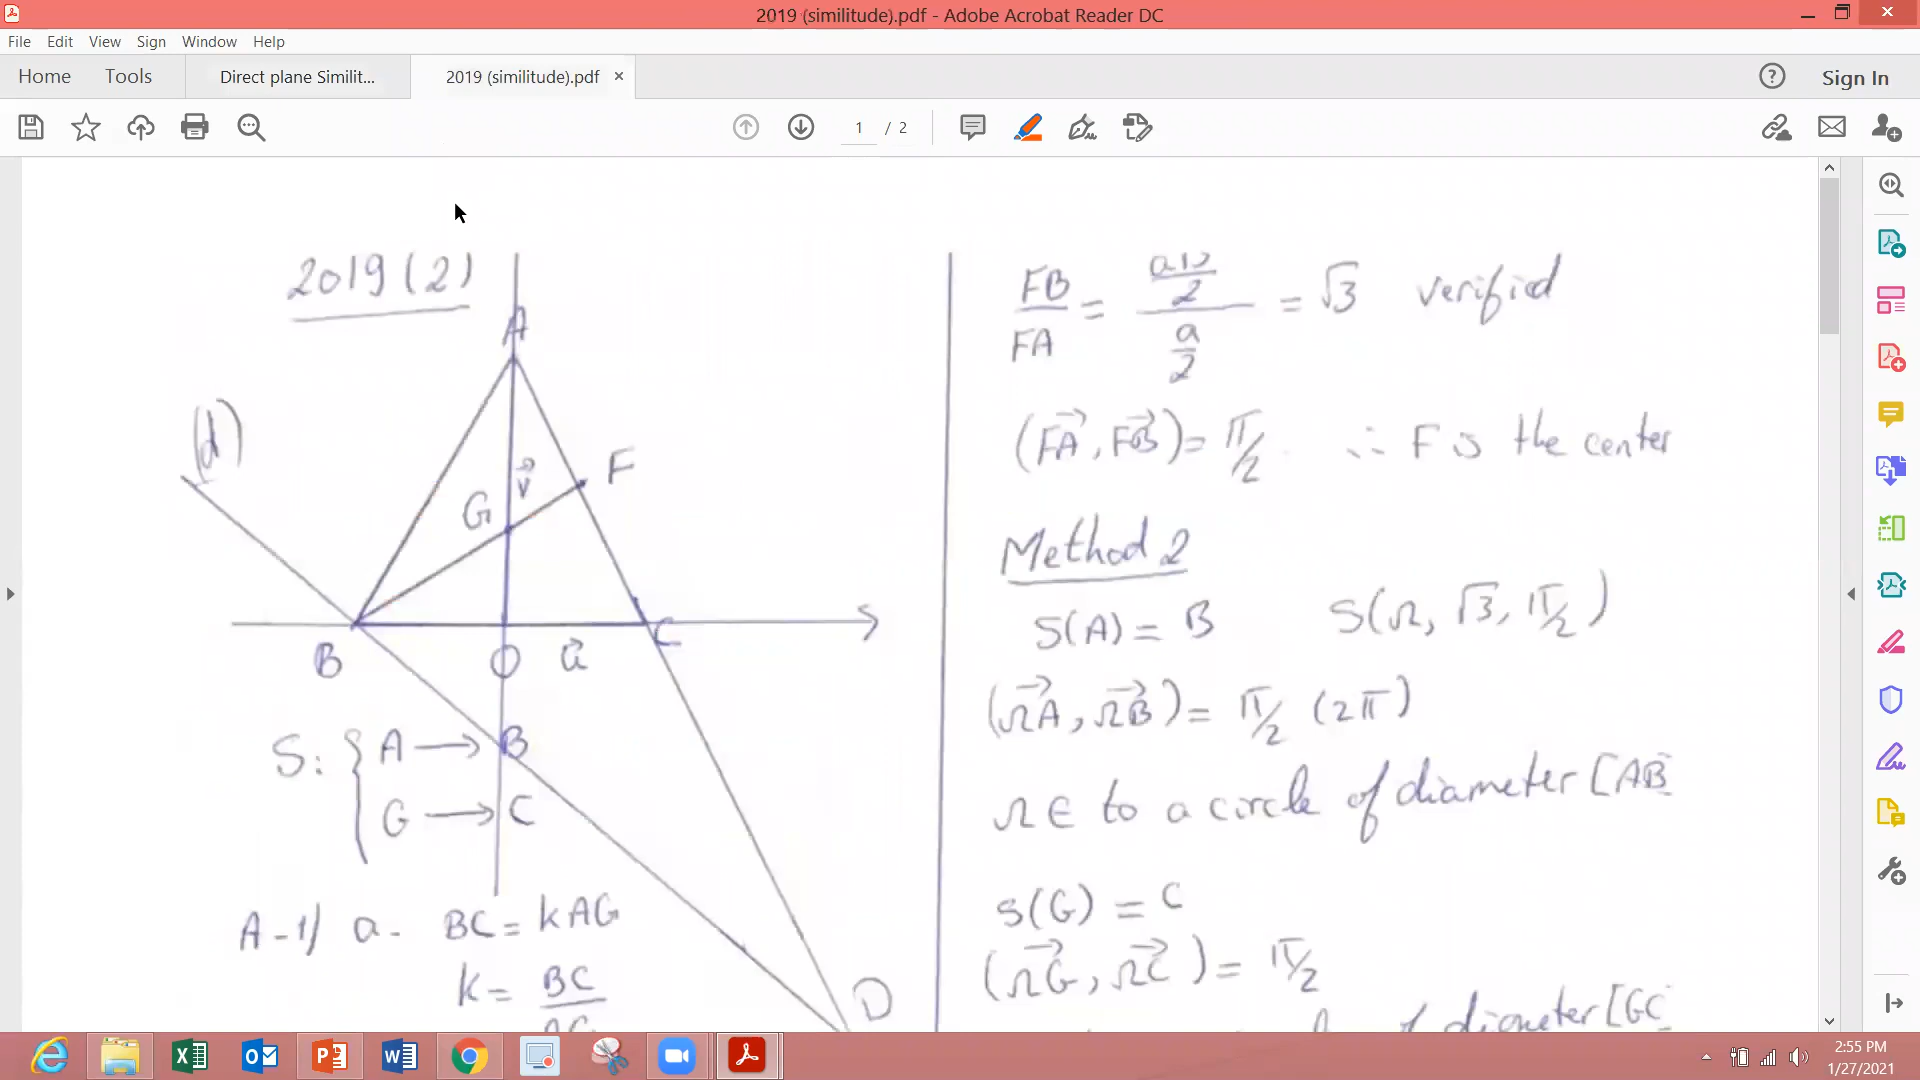 2019 (similitude).pdf - Adobe Acrobat Reader DC
File Edit View Sign Window Help
Home Tools Direct plane Similit... 2019 (similitude).pdf × Sign In
1 / 2
2019 (2)
A
(d)
F
v⃗
G
B O u⃗ C
S: { A → B
G → C
D
A-1) a- BC = kAG
k = BC
FB/FA = (a√3/2)/(a/2) = √3 verified
(FA⃗, FB⃗) = π/2 ∴ F is the center
Method 2
S(A) = B S(Ω, √3, π/2)
(ΩA⃗, ΩB⃗) = π/2 (2π)
Ω ∈ to a circle of diameter [AB
S(G) = C
(ΩG⃗, ΩC⃗) = π/2
diameter [GC
2:55 PM
1/27/2021